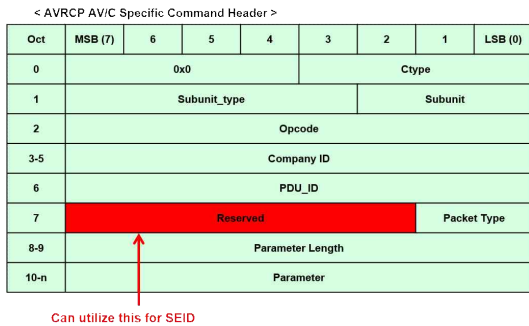 < AVRCP AV/C Specific Command Header >
Oct MSB (7) 6 5 4 3 2 1 LSB (0)
0 0x0 Ctype
1 Subunit_type Subunit
2 Opcode
3-5 Company ID
6 PDU_ID
7 Reserved Packet Type
8-9 Parameter Length
10-n Parameter
Can utilize this for SEID